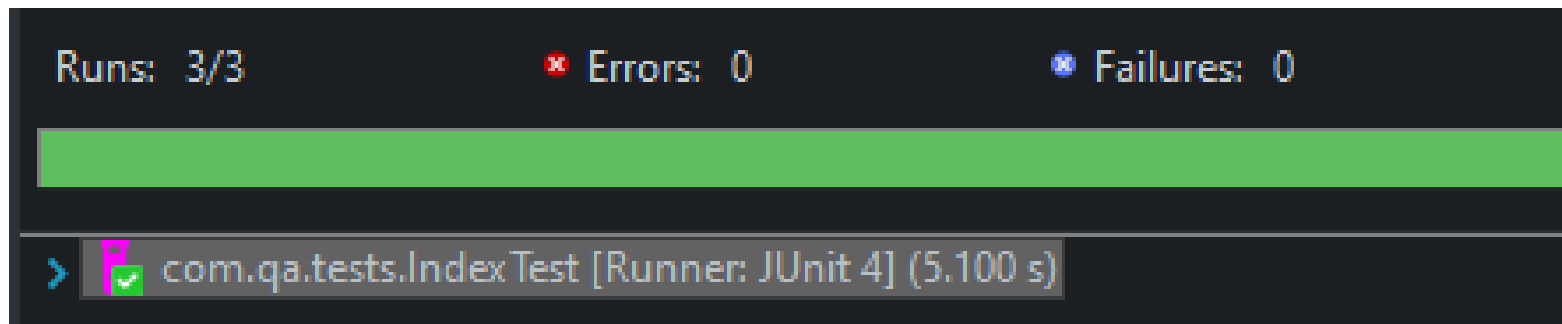 Runs: 3/3 Errors: 0 Failures: 0
com.qa.tests.IndexTest [Runner: JUnit 4] (5.100 s)